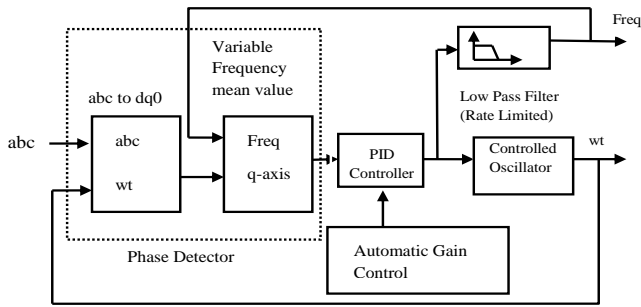 Freq
Variable
Frequency
mean value
abc to dq0
Low Pass Filter
(Rate Limited)
abc
abc
wt
Freq
q-axis
PID
Controller
Controlled
Oscillator
wt
Phase Detector
Automatic Gain
Control